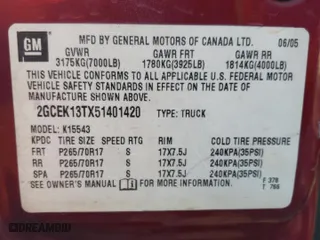 GM
MFD BY GENERAL MOTORS OF CANADA LTD. 06/05
GVWR GAWR FRT GAWR RR
3175KG(7000LB) 1780KG(3925LB) 1814KG(4000LB)
THIS VEHICLE CONFORMS TO ALL APPLICABLE U.S. FEDERAL MOTOR
VEHICLE SAFETY STANDARDS IN EFFECT ON THE DATE OF
MANUFACTURE SHOWN ABOVE.
2GCEK13TX51401420 TYPE: TRUCK
MODEL: K15543
KPDC TIRE SIZE SPEED RTG RIM COLD TIRE PRESSURE
FRT P265/70R17 S 17X7.5J 240KPA(35PSI)
RR P265/70R17 S 17X7.5J 240KPA(35PSI)
SPA P265/70R17 S 17X7.5J 240KPA(35PSI)
SEE OWNER'S MANUAL FOR MORE INFORMATION.
F 378
T 766